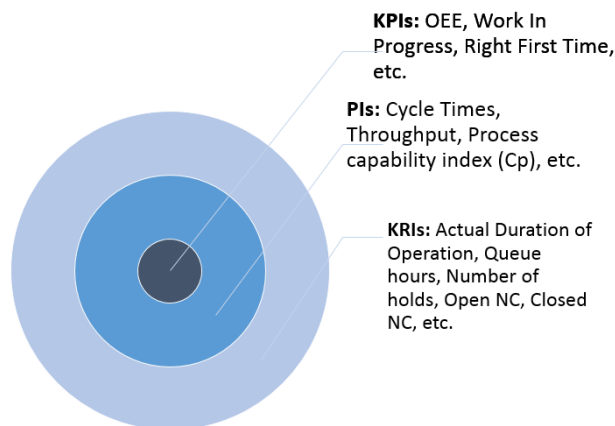 KPIs: OEE, Work In
Progress, Right First Time,
etc.
PIs: Cycle Times,
Throughput, Process
capability index (Cp), etc.
KRIs: Actual Duration of
Operation, Queue
hours, Number of
holds, Open NC, Closed
NC, etc.